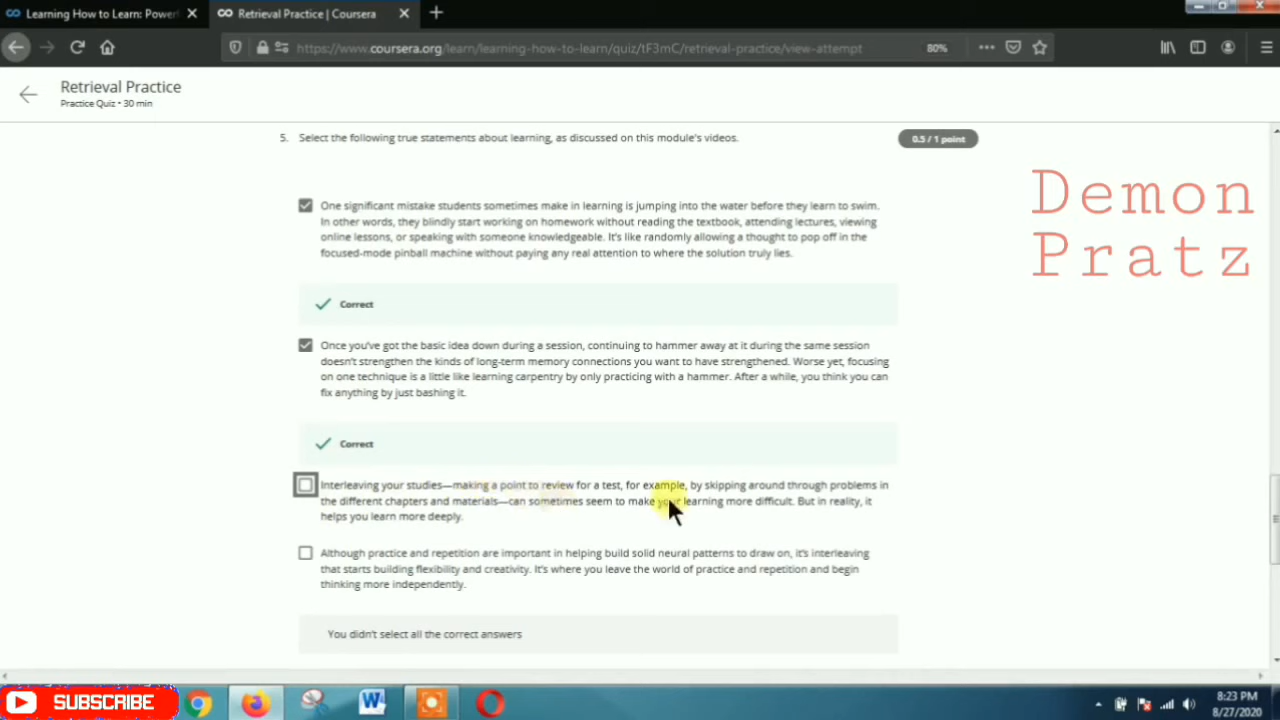 Learning How to Learn: Powerf
Retrieval Practice | Coursera
https://www.coursera.org/learn/learning-how-to-learn/quiz/tF3mC/retrieval-practice/view-attempt
80%
Retrieval Practice
Practice Quiz • 30 min
5. Select the following true statements about learning, as discussed on this module's videos.
0.5 / 1 point
Demon
Pratz
One significant mistake students sometimes make in learning is jumping into the water before they learn to swim.
In other words, they blindly start working on homework without reading the textbook, attending lectures, viewing
online lessons, or speaking with someone knowledgeable. It's like randomly allowing a thought to pop off in the
focused-mode pinball machine without paying any real attention to where the solution truly lies.
Correct
Once you've got the basic idea down during a session, continuing to hammer away at it during the same session
doesn't strengthen the kinds of long-term memory connections you want to have strengthened. Worse yet, focusing
on one technique is a little like learning carpentry by only practicing with a hammer. After a while, you think you can
fix anything by just bashing it.
Correct
Interleaving your studies—making a point to review for a test, for example, by skipping around through problems in
the different chapters and materials—can sometimes seem to make your learning more difficult. But in reality, it
helps you learn more deeply.
Although practice and repetition are important in helping build solid neural patterns to draw on, it's interleaving
that starts building flexibility and creativity. It's where you leave the world of practice and repetition and begin
thinking more independently.
You didn't select all the correct answers
SUBSCRIBE
8:23 PM
8/27/2020